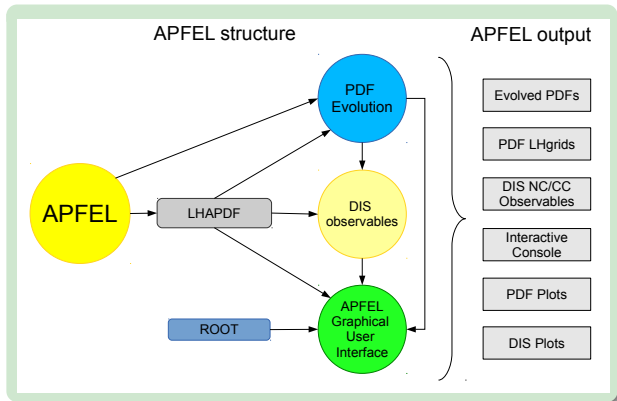 APFEL structure
APFEL output
PDF
Evolution
APFEL
LHAPDF
DIS
observables
ROOT
APFEL
Graphical
User
Interface
Evolved PDFs
PDF LHgrids
DIS NC/CC
Observables
Interactive
Console
PDF Plots
DIS Plots